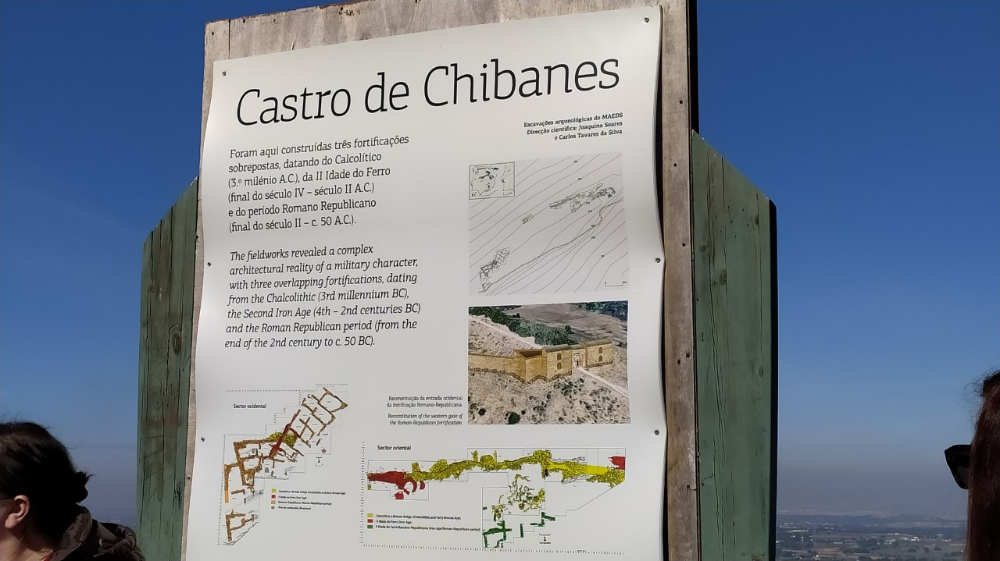 Castro de Chibanes
Escavações arqueológicas do MAEDS
Direcção científica: Joaquina Soares
e Carlos Tavares da Silva
Foram aqui construídas três fortificações
sobrepostas, datando do Calcolítico
(3.º milénio A.C.), da II Idade do Ferro
(final do século IV – século II A.C.)
e do período Romano Republicano
(final do século II – c. 50 A.C.).
The fieldworks revealed a complex
architectural reality of a military character,
with three overlapping fortifications, dating
from the Chalcolithic (3rd millennium BC),
the Second Iron Age (4th – 2nd centuries BC)
and the Roman Republican period (from the
end of the 2nd century to c. 50 BC).
Reconstituição da entrada ocidental
da fortificação Romano-Republicana.
Reconstitution of the western gate of
the Roman-Republican fortification.
Sector ocidental
- Calcolítico e Bronze Antigo (Chalcolithic and Early Bronze Age)
- II Idade do Ferro (Iron Age)
- Romano-Republicano (Roman-Republican period)
Sector oriental
- Calcolítico e Bronze Antigo (Chalcolithic and Early Bronze Age)
- II Idade do Ferro (Iron Age)
- II Idade do Ferro/Romano-Republicano (Iron Age/Roman-Republican period)